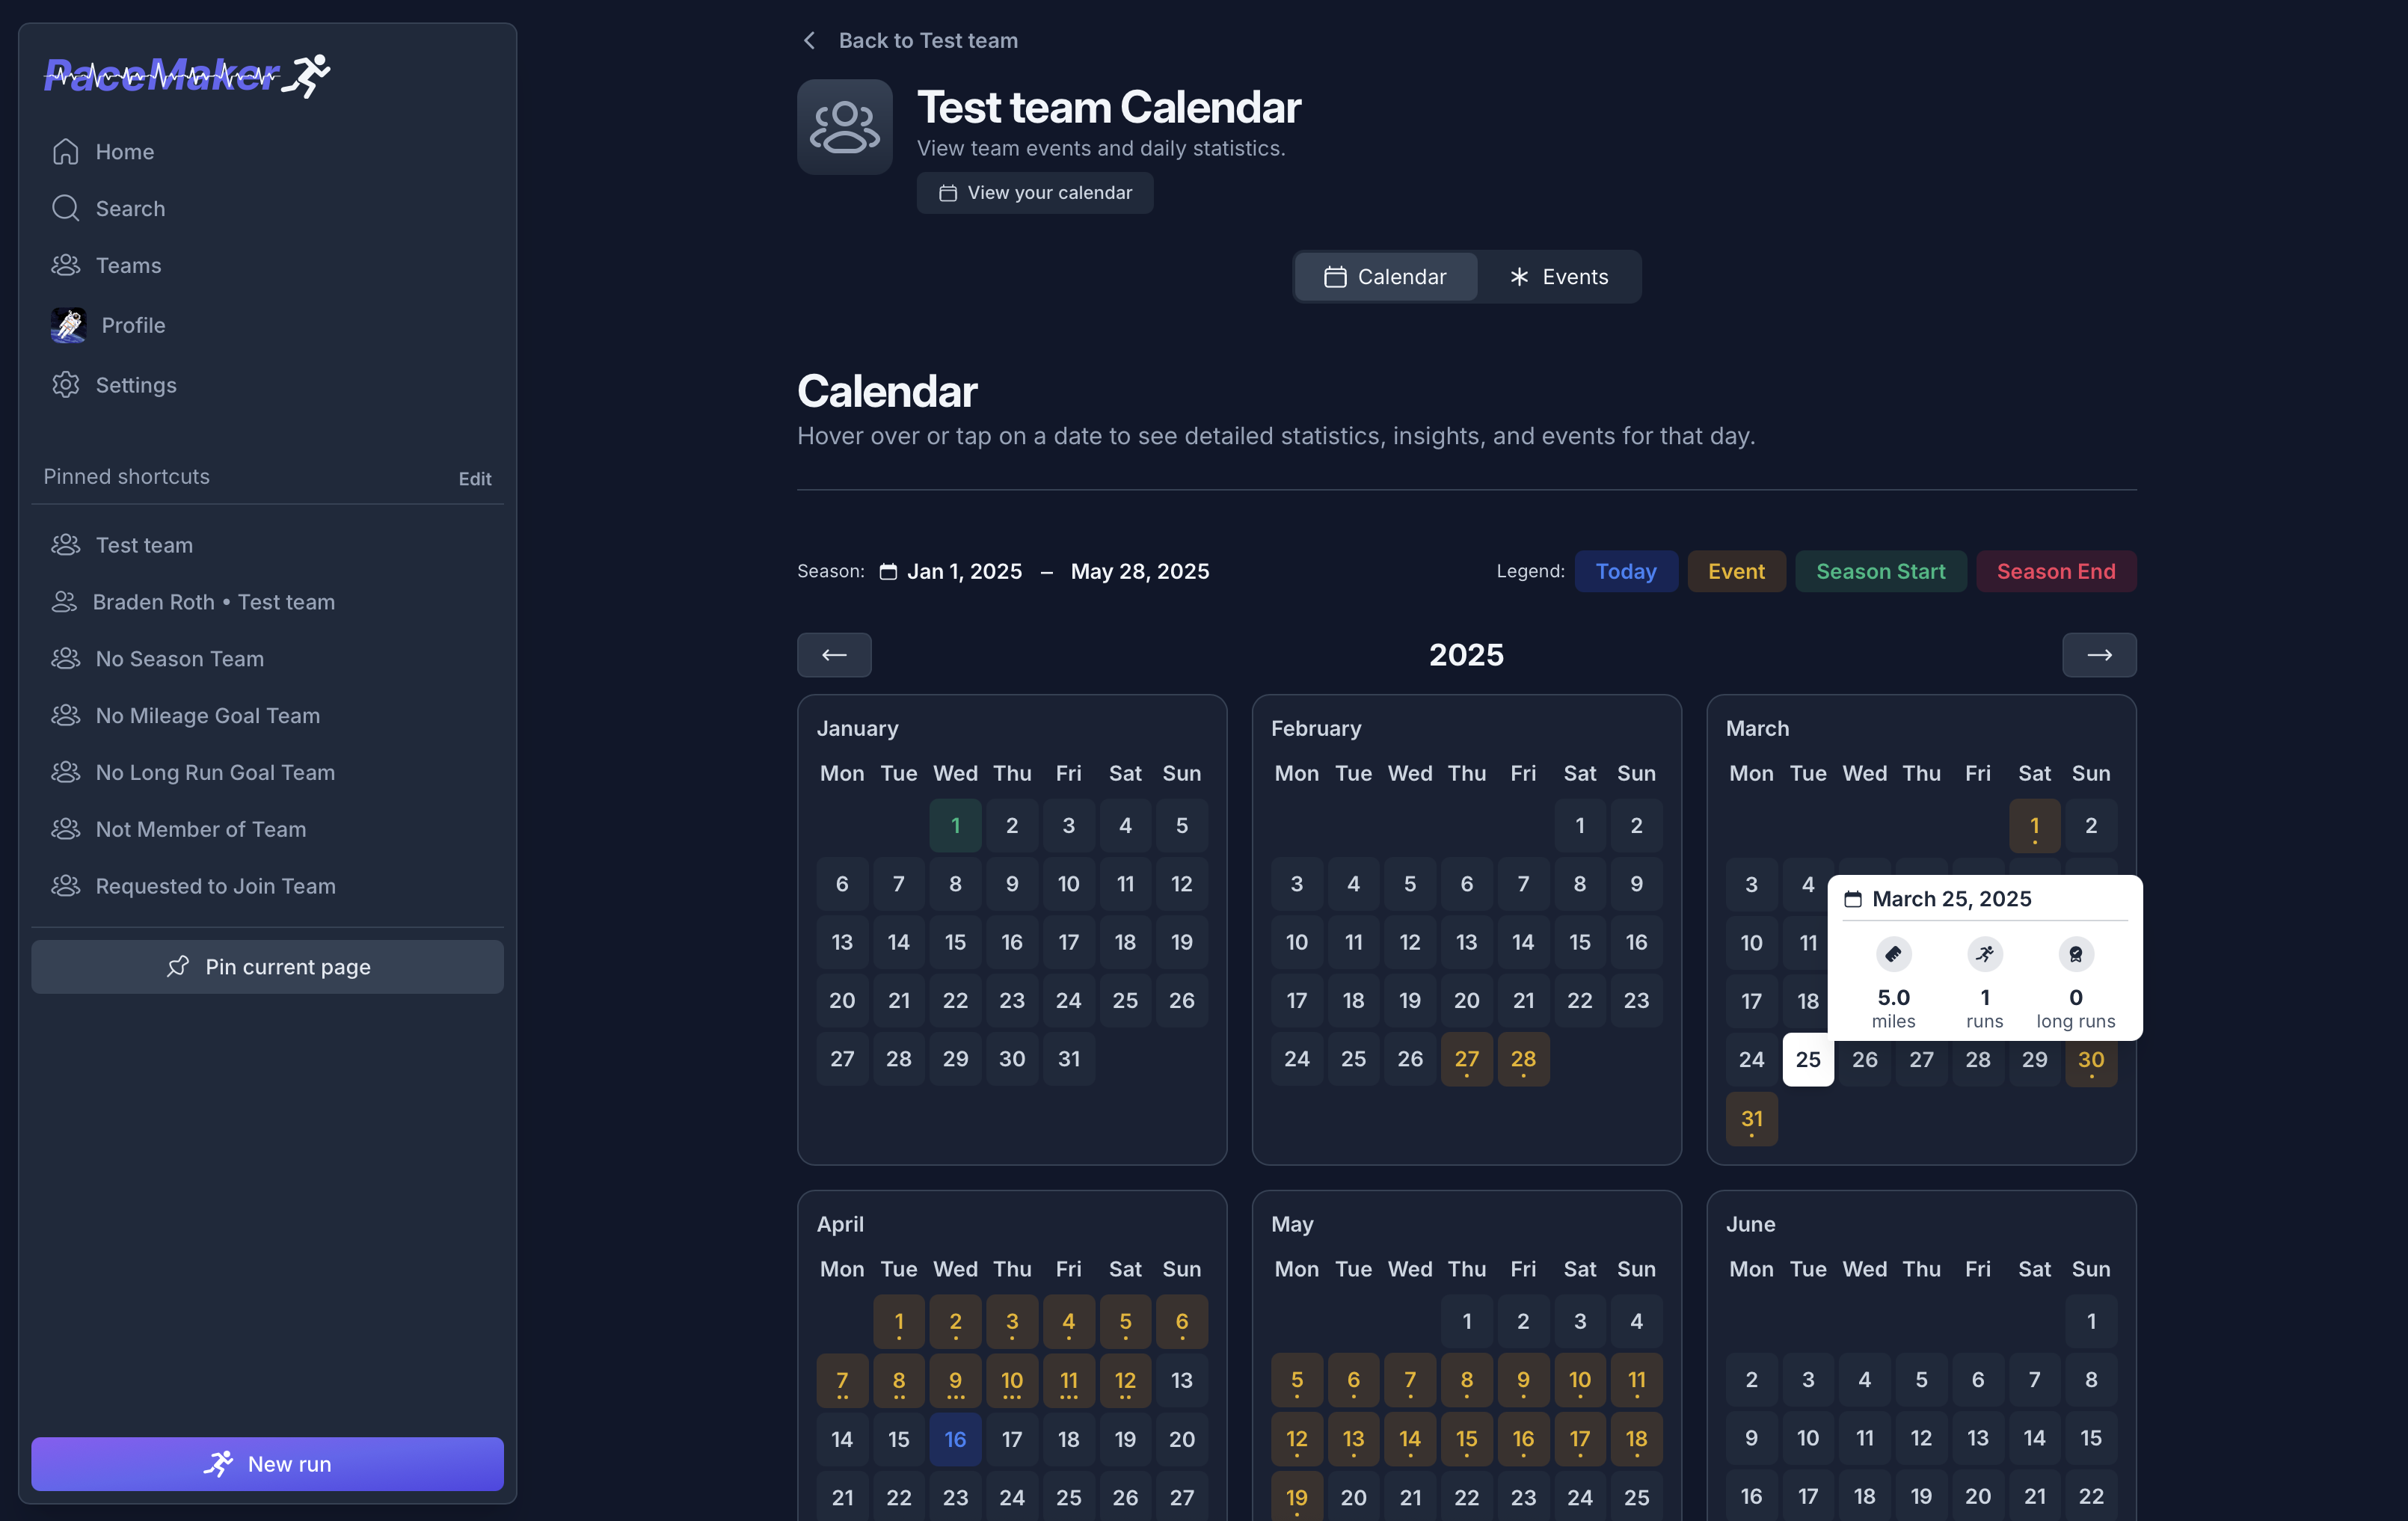 PaceMaker
Home
Search
Teams
Profile
Settings
Pinned shortcuts Edit
Test team
Braden Roth • Test team
No Season Team
No Mileage Goal Team
No Long Run Goal Team
Not Member of Team
Requested to Join Team
Pin current page
New run
Back to Test team
Test team Calendar
View team events and daily statistics.
View your calendar
Calendar Events
Calendar
Hover over or tap on a date to see detailed statistics, insights, and events for that day.
Season: Jan 1, 2025 – May 28, 2025
Legend: Today Event Season Start Season End
2025
January
Mon Tue Wed Thu Fri Sat Sun
1 2 3 4 5
6 7 8 9 10 11 12
13 14 15 16 17 18 19
20 21 22 23 24 25 26
27 28 29 30 31
February
Mon Tue Wed Thu Fri Sat Sun
1 2
3 4 5 6 7 8 9
10 11 12 13 14 15 16
17 18 19 20 21 22 23
24 25 26 27 28
March
Mon Tue Wed Thu Fri Sat Sun
1 2
3 4
10 11
17 18
24 25 26 27 28 29 30
31
March 25, 2025
5.0 1 0
miles runs long runs
April
Mon Tue Wed Thu Fri Sat Sun
1 2 3 4 5 6
7 8 9 10 11 12 13
14 15 16 17 18 19 20
21 22 23 24 25 26 27
May
Mon Tue Wed Thu Fri Sat Sun
1 2 3 4
5 6 7 8 9 10 11
12 13 14 15 16 17 18
19 20 21 22 23 24 25
June
Mon Tue Wed Thu Fri Sat Sun
1
2 3 4 5 6 7 8
9 10 11 12 13 14 15
16 17 18 19 20 21 22